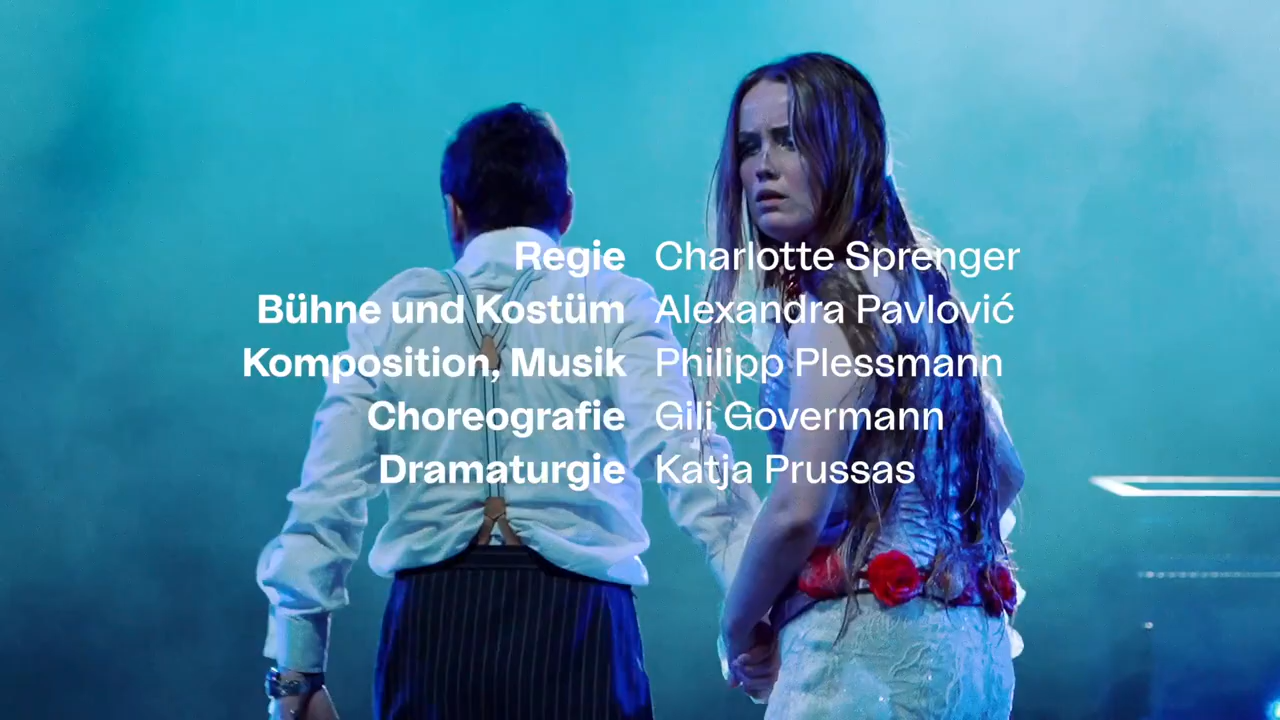 Regie Charlotte Sprenger
Bühne und Kostüm Alexandra Pavlović
Komposition, Musik Philipp Plessmann
Choreografie Gili Govermann
Dramaturgie Katja Prussas